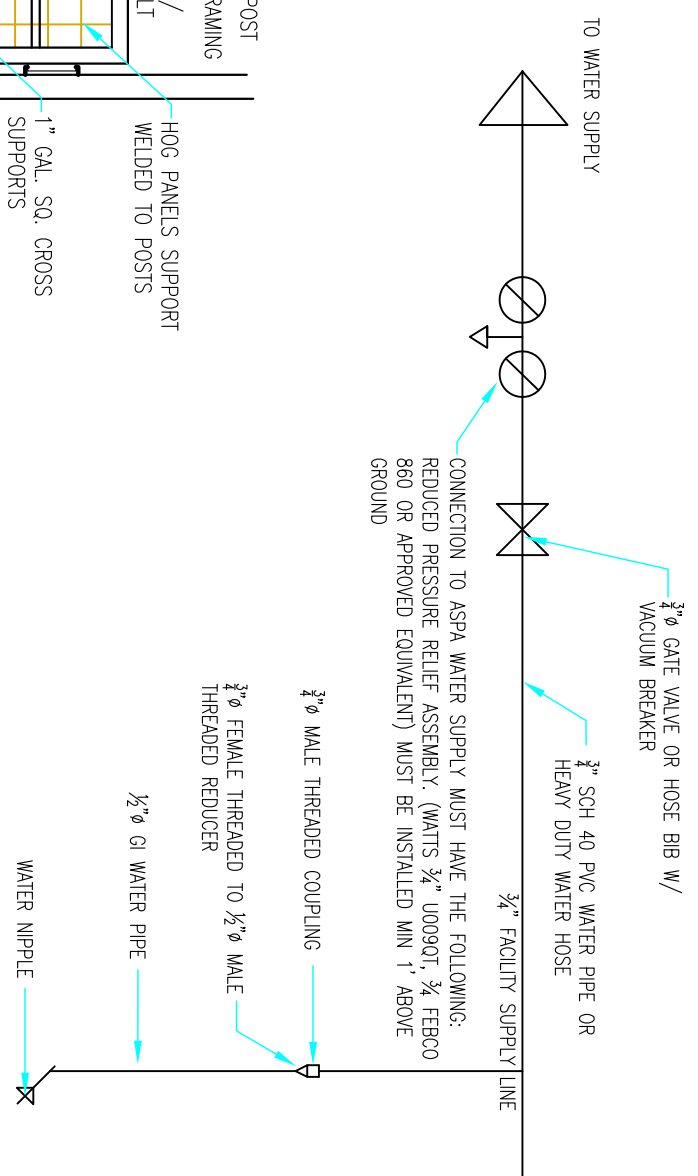 TO WATER SUPPLY
¾"ø GATE VALVE OR HOSE BIB W/
VACUUM BREAKER
¾" SCH 40 PVC WATER PIPE OR
HEAVY DUTY WATER HOSE
¾" FACILITY SUPPLY LINE
CONNECTION TO ASPA WATER SUPPLY MUST HAVE THE FOLLOWING:
REDUCED PRESSURE RELIEF ASSEMBLY. (WATTS ¾" U009QT, ¾ FEBCO
860 OR APPROVED EQUIVALENT) MUST BE INSTALLED MIN 1' ABOVE
GROUND
¾"ø MALE THREADED COUPLING
¾"ø FEMALE THREADED TO ½"ø MALE
THREADED REDUCER
½"ø GI WATER PIPE
WATER NIPPLE
POST
RAMING
W/
LT
HOG PANELS SUPPORT
WELDED TO POSTS
1" GAL. SQ. CROSS
SUPPORTS